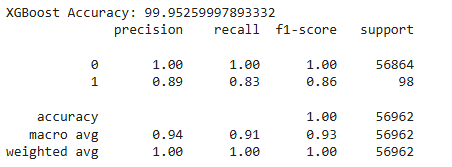 XGBoost Accuracy: 99.95259997893332
precision recall f1-score support
0 1.00 1.00 1.00 56864
1 0.89 0.83 0.86 98
accuracy 1.00 56962
macro avg 0.94 0.91 0.93 56962
weighted avg 1.00 1.00 1.00 56962